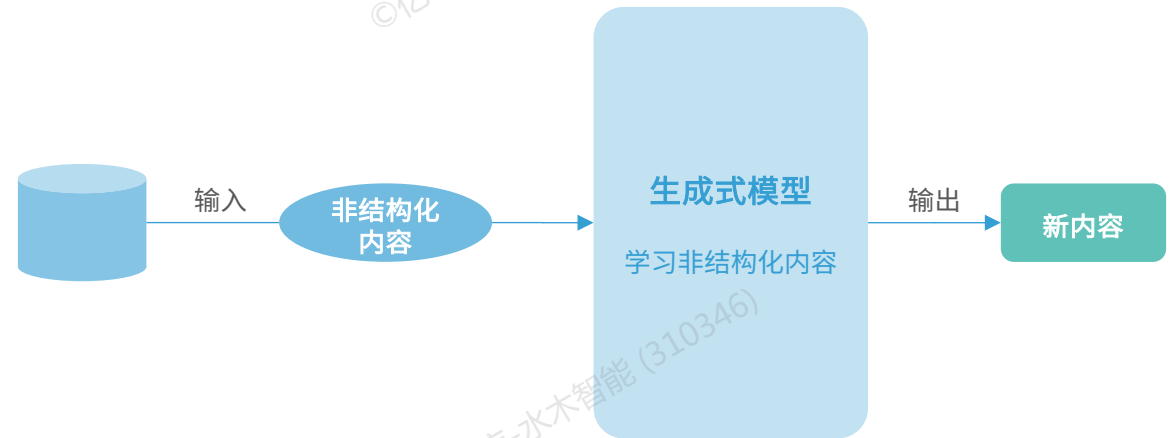 输入
非结构化
内容
生成式模型
学习非结构化内容
输出
新内容
-水木智能 (310346)